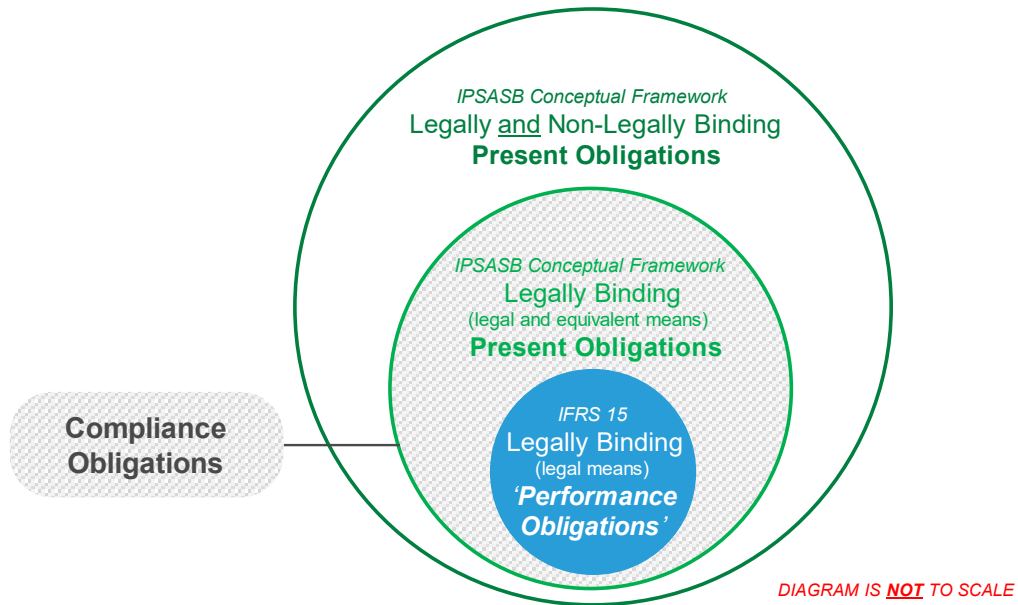 IPSASB Conceptual Framework
Legally and Non-Legally Binding
Present Obligations
IPSASB Conceptual Framework
Legally Binding
(legal and equivalent means)
Present Obligations
Compliance
Obligations
IFRS 15
Legally Binding
(legal means)
‘Performance
Obligations’
DIAGRAM IS NOT TO SCALE